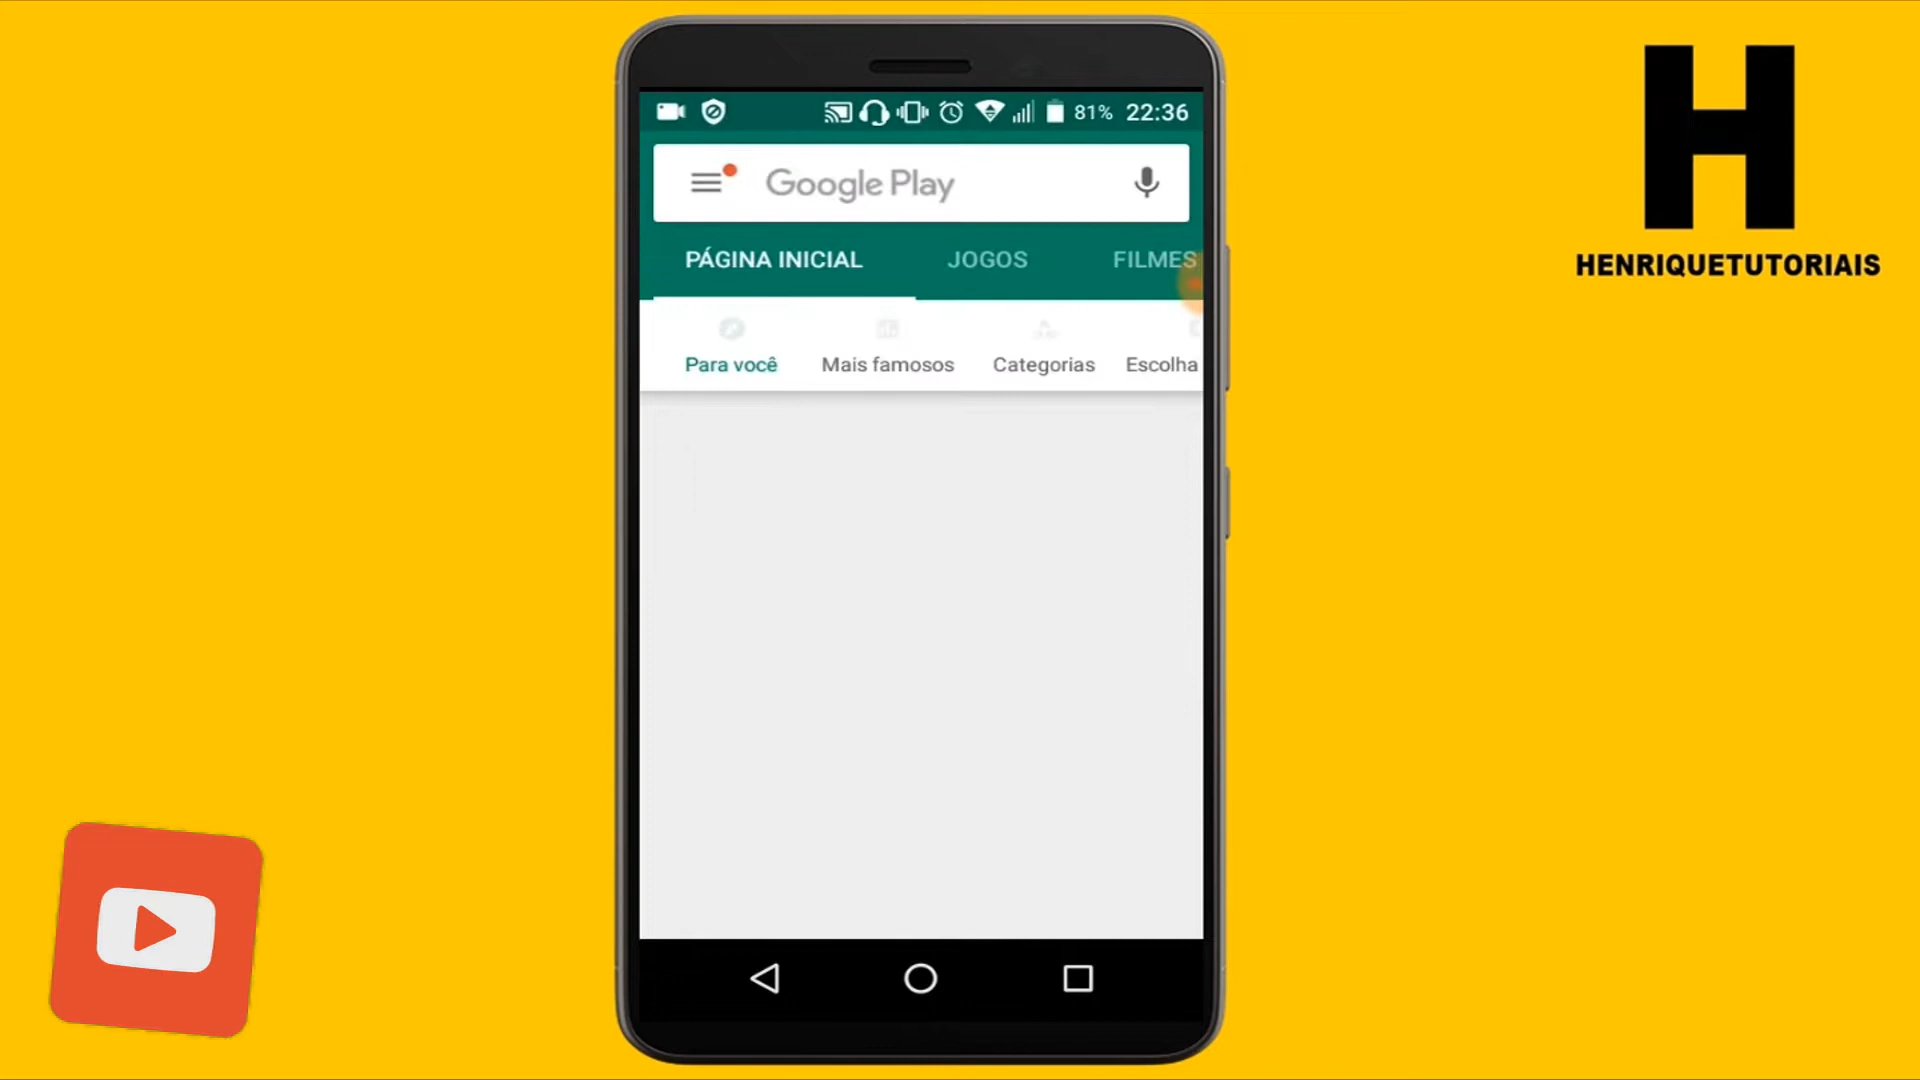 81% 22:36
Google Play
PÁGINA INICIAL JOGOS FILMES
Para você Mais famosos Categorias Escolha
H
HENRIQUETUTORIAIS